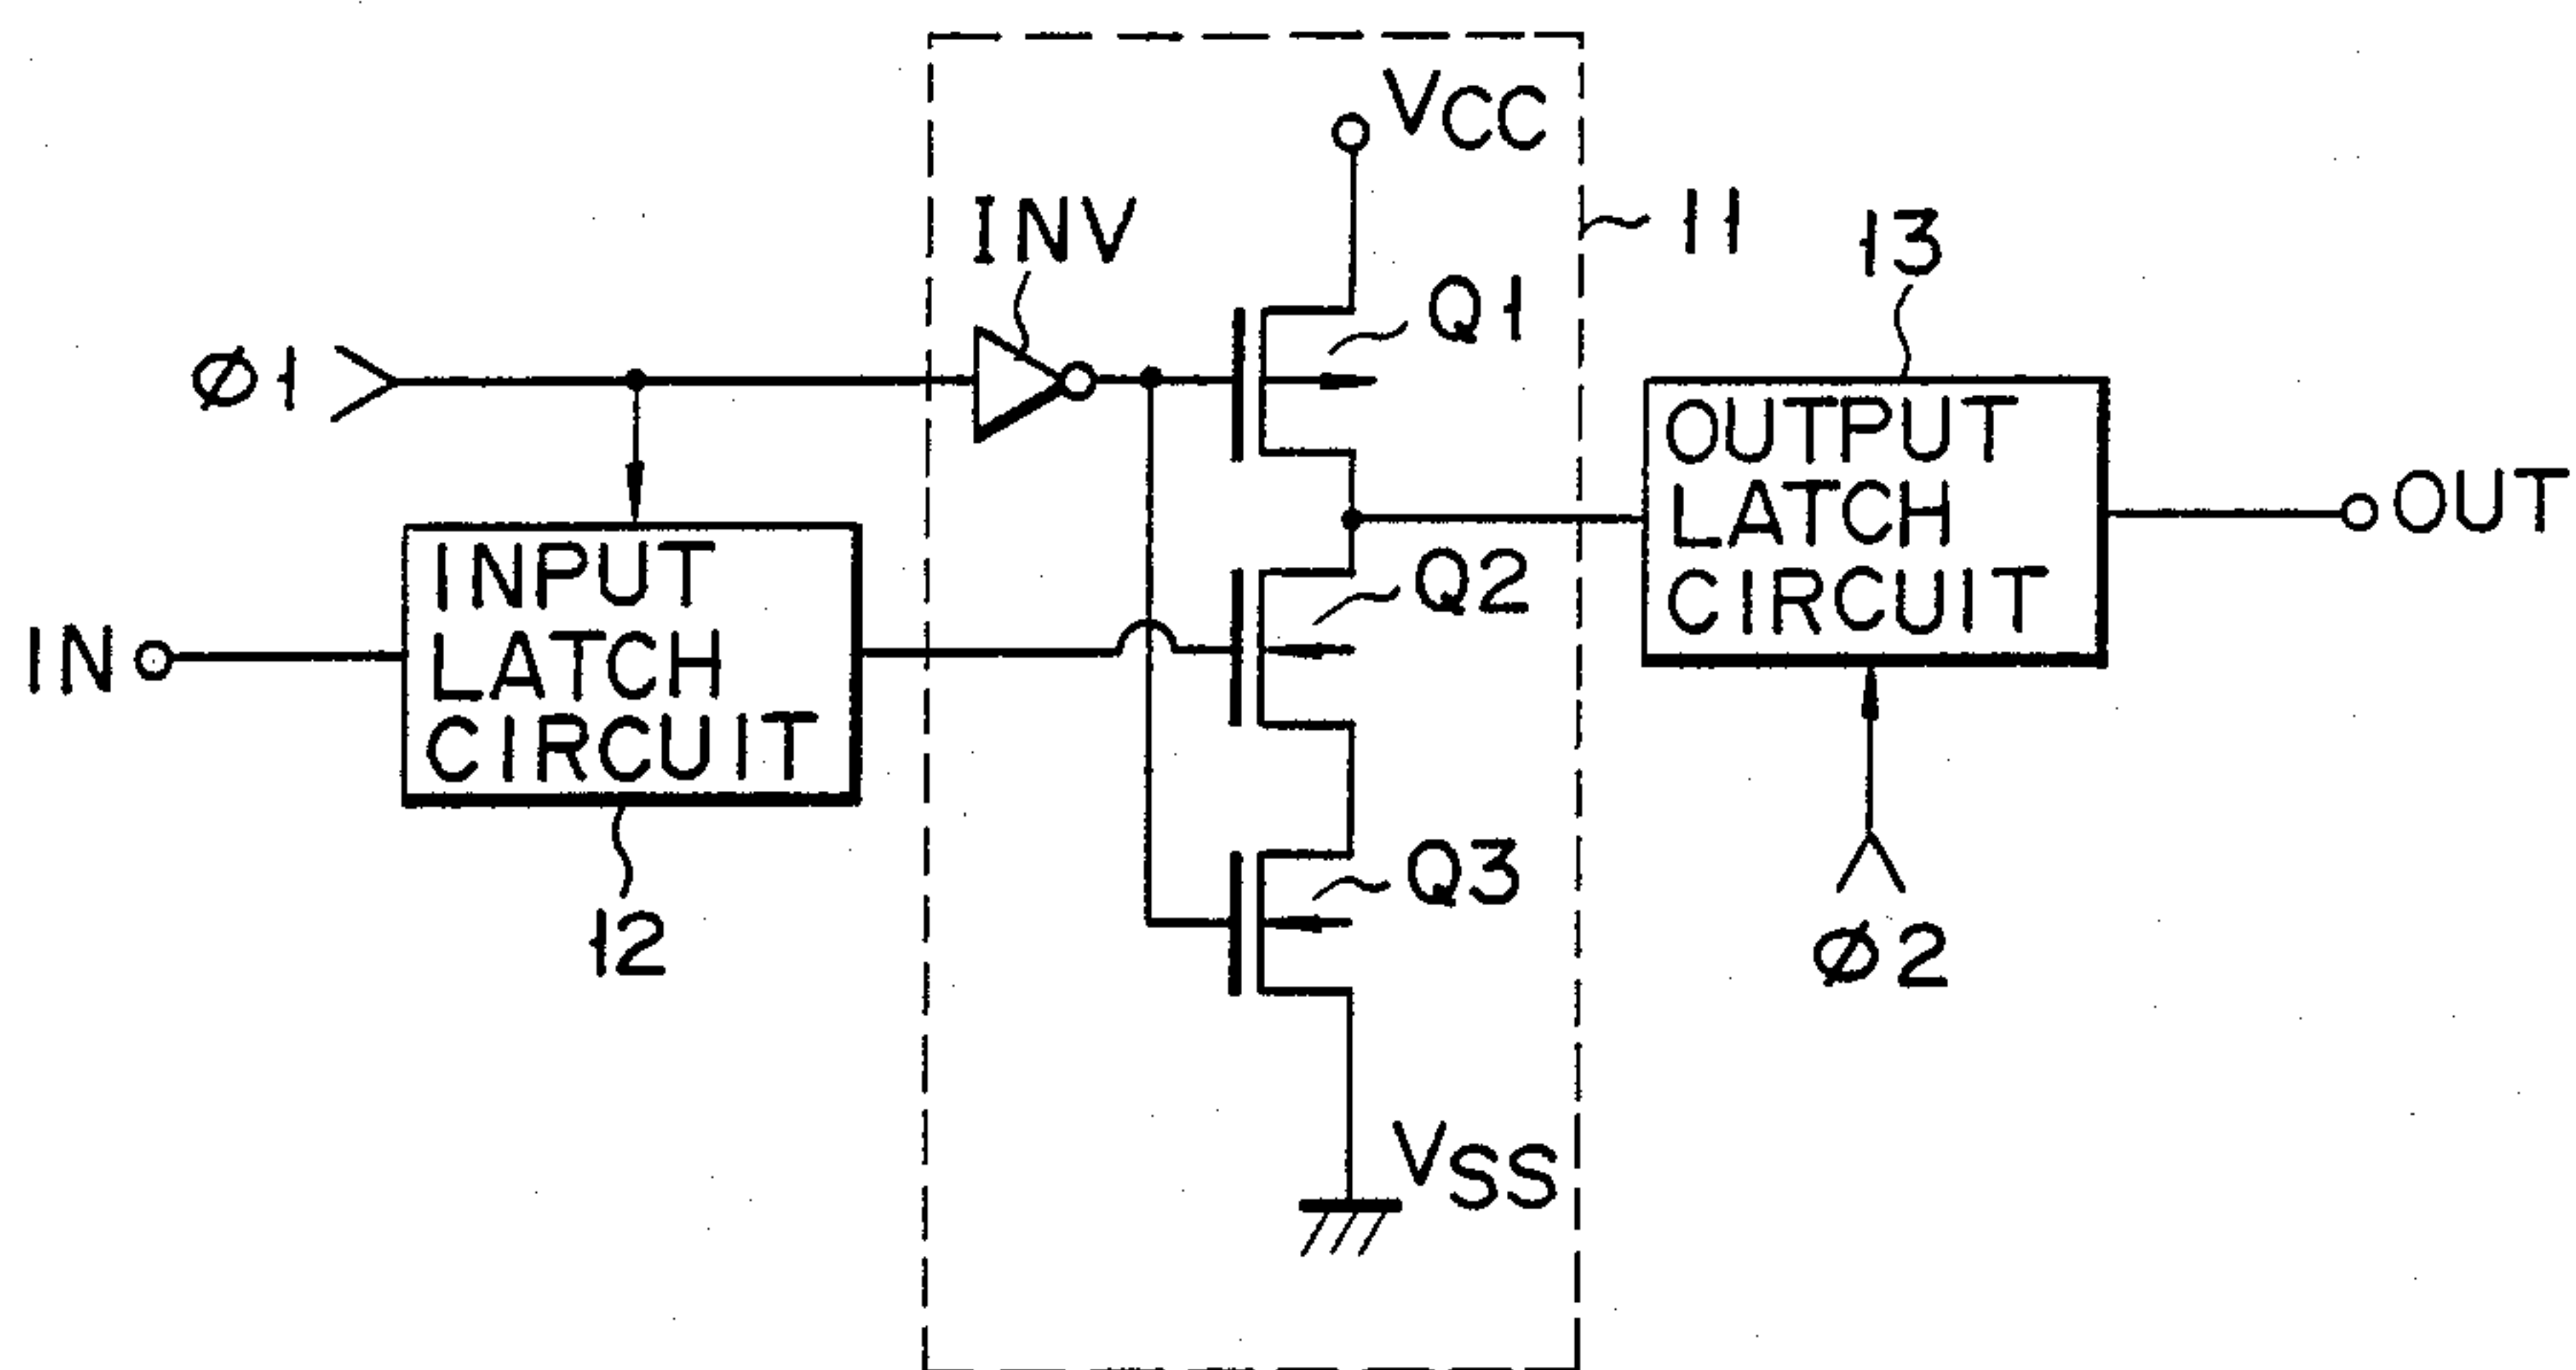 VCC
INV
11
13
Q1
ø1
OUTPUT
LATCH
CIRCUIT
OUT
INPUT
LATCH
CIRCUIT
Q2
IN
Q3
12
ø2
VSS